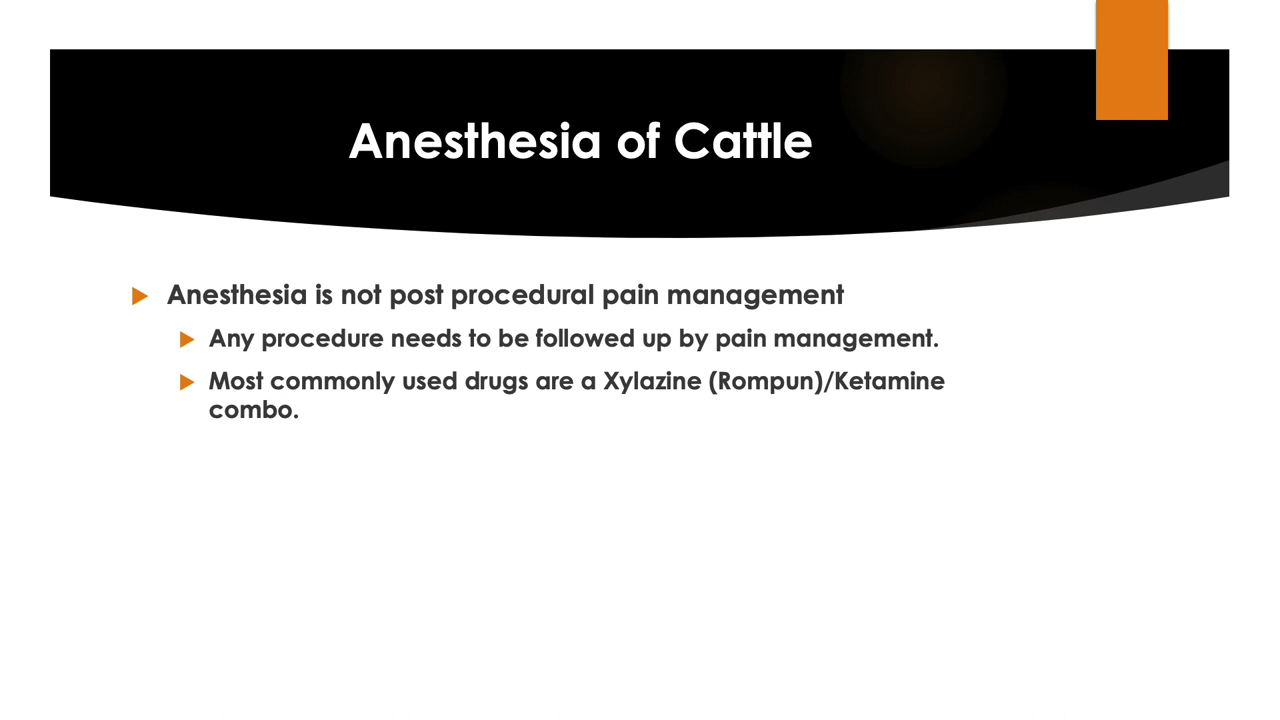 Anesthesia of Cattle
Anesthesia is not post procedural pain management
Any procedure needs to be followed up by pain management.
Most commonly used drugs are a Xylazine (Rompun)/Ketamine
combo.